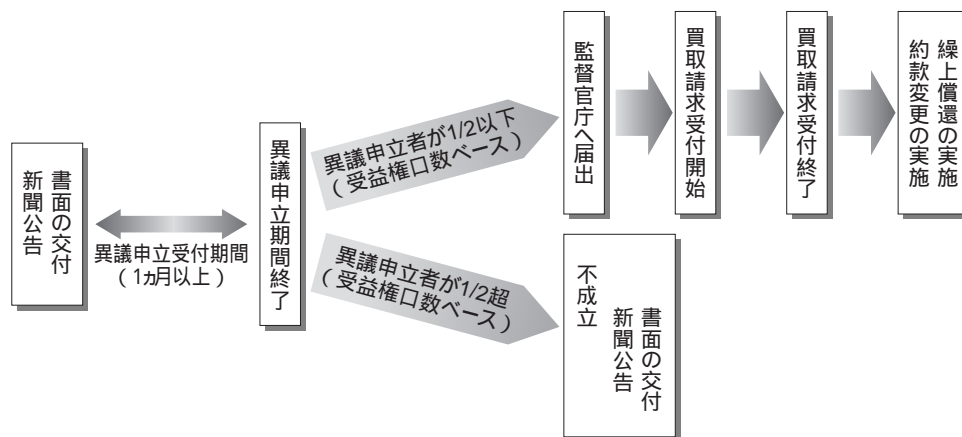 書面の交付
新聞公告
異議申立受付期間
(1ヵ月以上)
異議申立期間終了
異議申立者が1/2以下
(受益権口数ベース)
監督官庁へ届出
買取請求受付開始
買取請求受付終了
繰上償還の実施
約款変更の実施
異議申立者が1/2超
(受益権口数ベース)
不成立
書面の交付
新聞公告